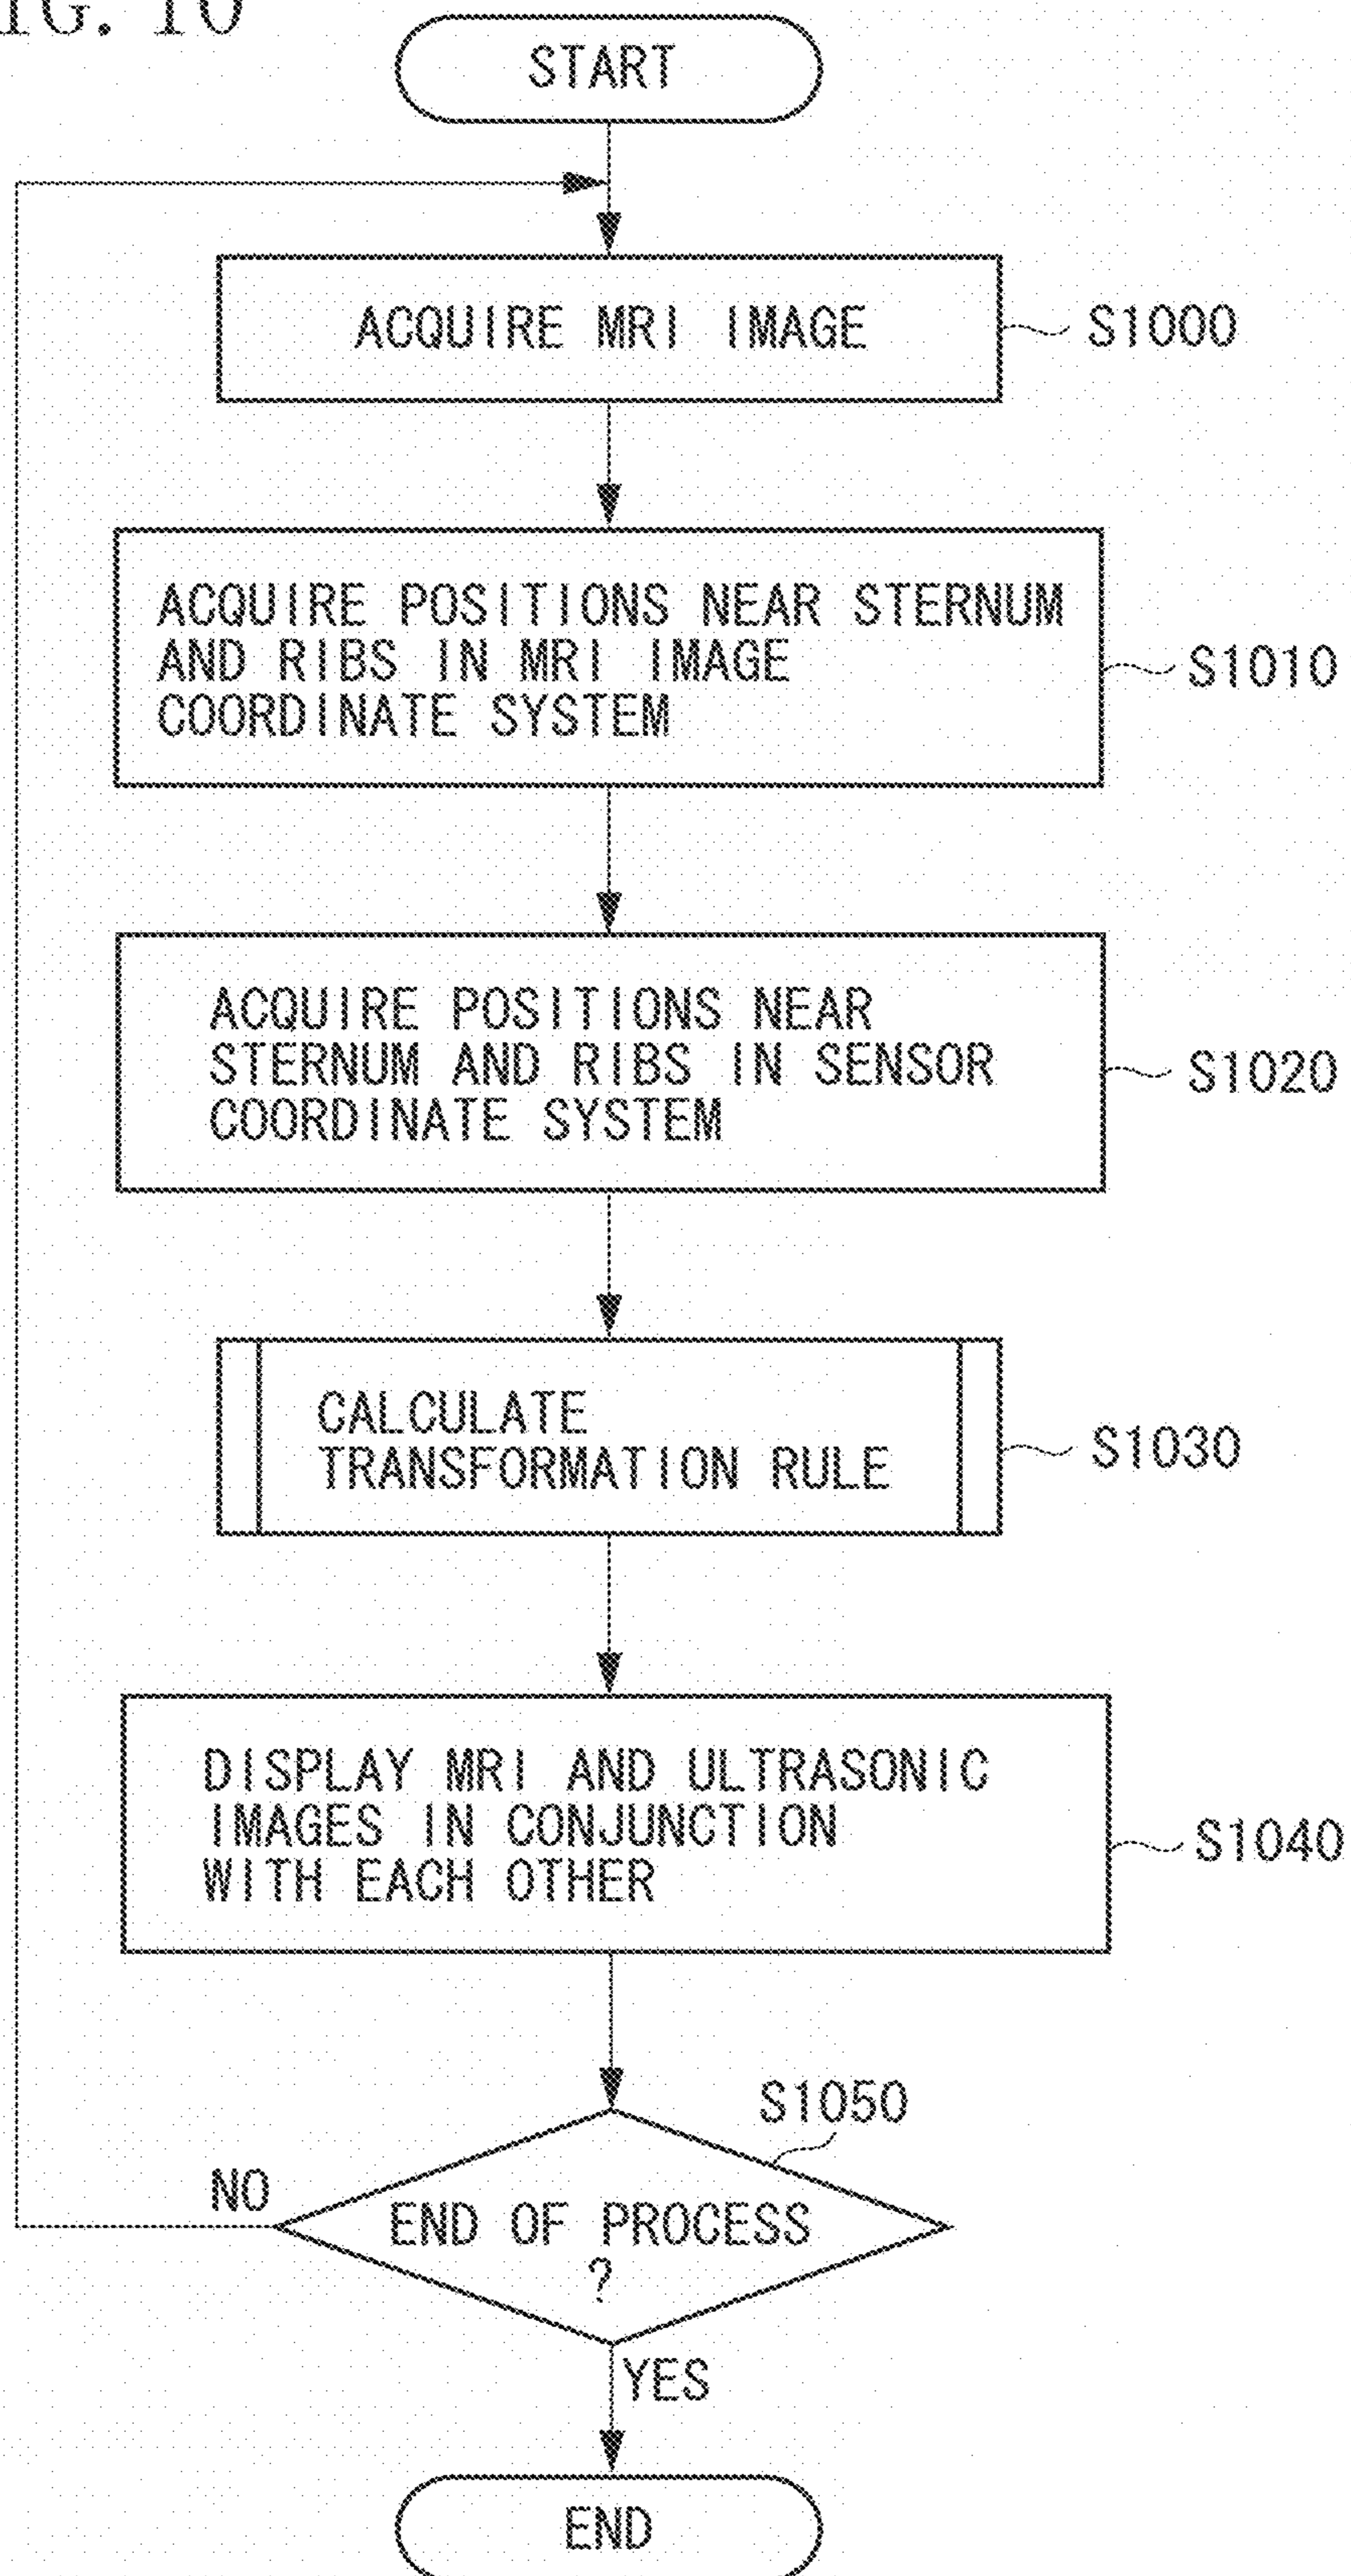 FIG. 10
START
ACQUIRE MRI IMAGE
S1000
ACQUIRE POSITIONS NEAR STERNUM
AND RIBS IN MRI IMAGE
COORDINATE SYSTEM
S1010
ACQUIRE POSITIONS NEAR
STERNUM AND RIBS IN SENSOR
COORDINATE SYSTEM
S1020
CALCULATE
TRANSFORMATION RULE
S1030
DISPLAY MRI AND ULTRASONIC
IMAGES IN CONJUNCTION
WITH EACH OTHER
S1040
S1050
NO
END OF PROCESS
?
YES
END